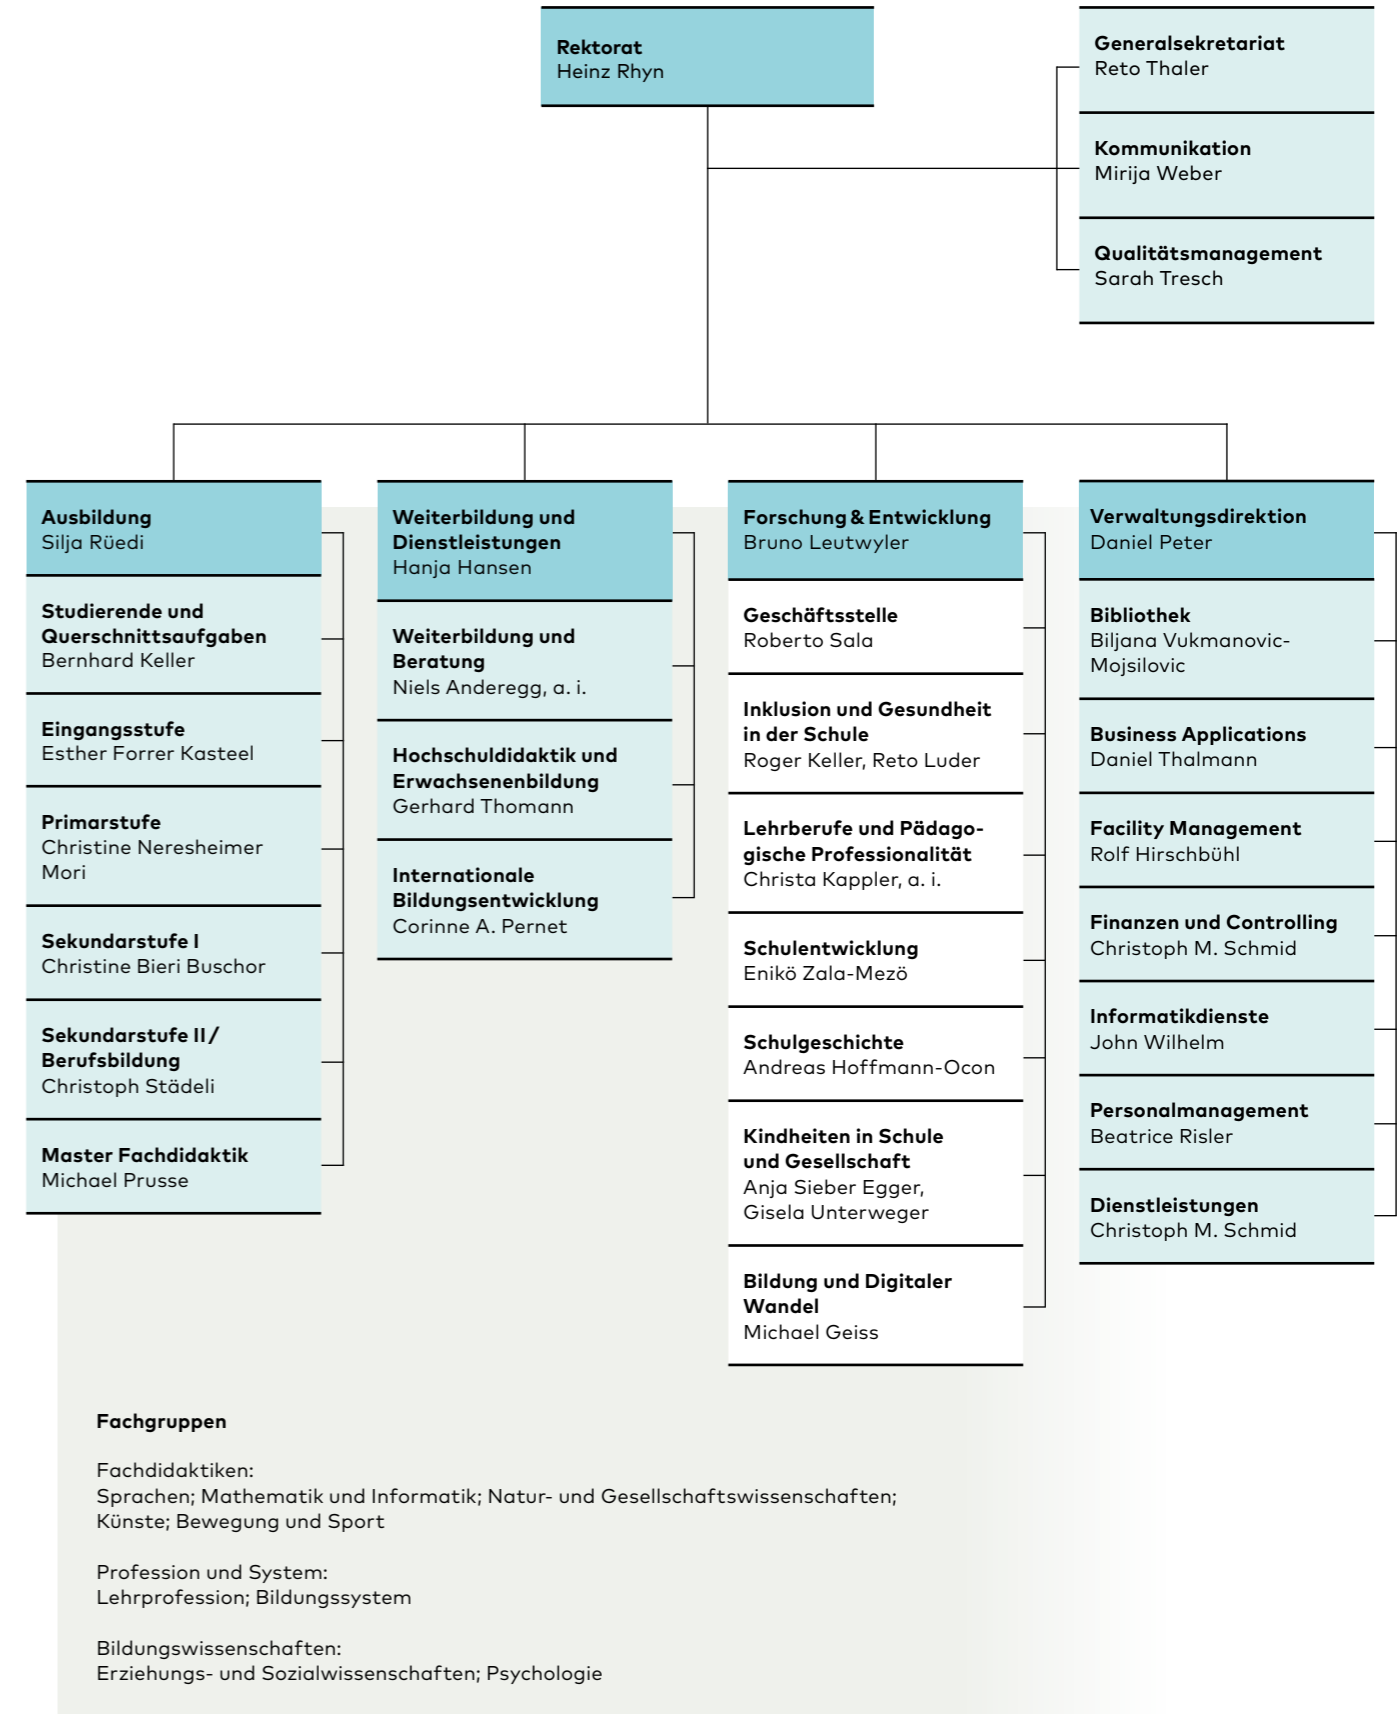 Rektorat
Heinz Rhyn
Generalsekretariat
Reto Thaler
Kommunikation
Mirija Weber
Qualitätsmanagement
Sarah Tresch
Ausbildung
Silja Rüedi
Studierende und
Querschnittsaufgaben
Bernhard Keller
Eingangsstufe
Esther Forrer Kasteel
Primarstufe
Christine Neresheimer
Mori
Sekundarstufe I
Christine Bieri Buschor
Sekundarstufe II/
Berufsbildung
Christoph Städeli
Master Fachdidaktik
Michael Prusse
Weiterbildung und
Dienstleistungen
Hanja Hansen
Weiterbildung und
Beratung
Niels Anderegg, a. i.
Hochschuldidaktik und
Erwachsenenbildung
Gerhard Thomann
Internationale
Bildungsentwicklung
Corinne A. Pernet
Forschung & Entwicklung
Bruno Leutwyler
Geschäftsstelle
Roberto Sala
Inklusion und Gesundheit
in der Schule
Roger Keller, Reto Luder
Lehrberufe und Pädago-
gische Professionalität
Christa Kappler, a. i.
Schulentwicklung
Enikö Zala-Mezö
Schulgeschichte
Andreas Hoffmann-Ocon
Kindheiten in Schule
und Gesellschaft
Anja Sieber Egger,
Gisela Unterweger
Bildung und Digitaler
Wandel
Michael Geiss
Verwaltungsdirektion
Daniel Peter
Bibliothek
Biljana Vukmanovic-
Mojsilovic
Business Applications
Daniel Thalmann
Facility Management
Rolf Hirschbühl
Finanzen und Controlling
Christoph M. Schmid
Informatikdienste
John Wilhelm
Personalmanagement
Beatrice Risler
Dienstleistungen
Christoph M. Schmid
Fachgruppen
Fachdidaktiken:
Sprachen; Mathematik und Informatik; Natur- und Gesellschaftswissenschaften;
Künste; Bewegung und Sport
Profession und System:
Lehrprofession; Bildungssystem
Bildungswissenschaften:
Erziehungs- und Sozialwissenschaften; Psychologie